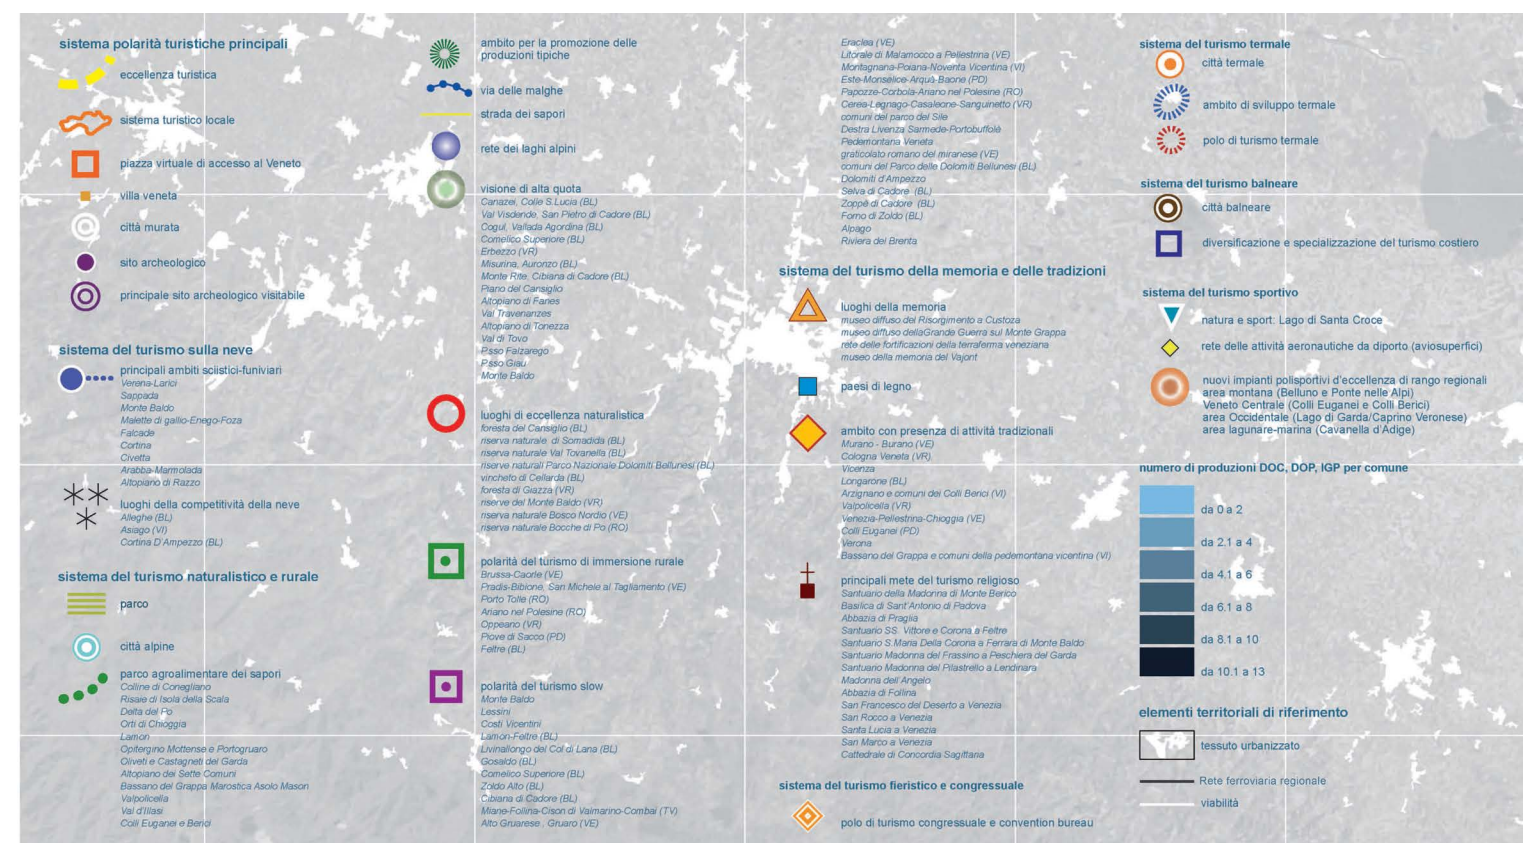 sistema polarità turistiche principali
eccellenza turistica
sistema turistico locale
piazza virtuale di accesso al Veneto
villa veneta
città murata
sito archeologico
principale sito archeologico visitabile
sistema del turismo sulla neve
principali ambiti sciistici-funiviari
Verena-Larici
Sappada
Monte Baldo
Malette di gallio-Enego-Foza
Falcade
Cortina
Civetta
Arabba-Marmolada
Altopiano di Razzo
luoghi della competitività della neve
Alleghe (BL)
Asiago (VI)
Cortina D'Ampezzo (BL)
sistema del turismo naturalistico e rurale
parco
città alpine
parco agroalimentare dei sapori
Colline di Conegliano
Risaie di Isola della Scala
Delta del Po
Orti di Chioggia
Lamon
Opitergino Mottense e Portogruaro
Oliveti e Castagneti del Garda
Altopiano dei Sette Comuni
Bassano del Grappa Marostica Asolo Mason
Valpolicella
Val d'Illasi
Colli Euganei e Berici
ambito per la promozione delle
produzioni tipiche
via delle malghe
strada dei sapori
rete dei laghi alpini
visione di alta quota
Canazei, Colle S.Lucia (BL)
Val Visdende, San Pietro di Cadore (BL)
Cogul, Vallada Agordina (BL)
Comelico Superiore (BL)
Erbezzo (VR)
Misurina, Auronzo (BL)
Monte Rite, Cibiana di Cadore (BL)
Piano del Cansiglio
Altopiano di Fanes
Val Travenanzes
Altopiano di Tonezza
Val di Tovo
P.sso Falzarego
P.sso Giau
Monte Baldo
luoghi di eccellenza naturalistica
foresta del Cansiglio (BL)
riserva naturale di Somadida (BL)
riserva naturale Val Tovanella (BL)
riserve naturali Parco Nazionale Dolomiti Bellunesi (BL)
vincheto di Cellarda (BL)
foresta di Giazza (VR)
riserve del Monte Baldo (VR)
riserva naturale Bosco Nordio (VE)
riserva naturale Bocche di Po (RO)
polarità del turismo di immersione rurale
Brussa-Caorle (VE)
Pradis-Bibione, San Michele al Tagliamento (VE)
Porto Tolle (RO)
Ariano nel Polesine (RO)
Oppeano (VR)
Piove di Sacco (PD)
Feltre (BL)
polarità del turismo slow
Monte Baldo
Lessini
Costi Vicentini
Lamon-Feltre (BL)
Livinallongo del Col di Lana (BL)
Gosaldo (BL)
Comelico Superiore (BL)
Zoldo Alto (BL)
Cibiana di Cadore (BL)
Miane-Follina-Cison di Valmarino-Combai (TV)
Alto Gruarese , Gruaro (VE)
Eraclea (VE)
Litorale di Malamocco a Pellestrina (VE)
Montagnana-Poiana-Noventa Vicentina (VI)
Este-Monselice-Arquà-Baone (PD)
Papozze-Corbola-Ariano nel Polesine (RO)
Cerea-Legnago-Casaleone-Sanguinetto (VR)
comuni del parco del Sile
Destra Livenza Sarmede-Portobuffolè
Pedemontana Veneta
graticolato romano del miranese (VE)
comuni del Parco delle Dolomiti Bellunesi (BL)
Dolomiti d'Ampezzo
Selva di Cadore (BL)
Zoppè di Cadore (BL)
Forno di Zoldo (BL)
Alpago
Riviera del Brenta
sistema del turismo della memoria e delle tradizioni
luoghi della memoria
museo diffuso del Risorgimento a Custoza
museo diffuso dellaGrande Guerra sul Monte Grappa
rete delle fortificazioni della terraferma veneziana
museo della memoria del Vajont
paesi di legno
ambito con presenza di attività tradizionali
Murano - Burano (VE)
Cologna Veneta (VR)
Vicenza
Longarone (BL)
Arzignano e comuni dei Colli Berici (VI)
Valpolicella (VR)
Venezia-Pellestrina-Chioggia (VE)
Colli Euganei (PD)
Verona
Bassano del Grappa e comuni della pedemontana vicentina (VI)
principali mete del turismo religioso
Santuario della Madonna di Monte Berico
Basilica di Sant'Antonio di Padova
Abbazia di Praglia
Santuario SS. Vittore e Corona a Feltre
Santuario S.Maria Della Corona a Ferrara di Monte Baldo
Santuario Madonna del Frassino a Peschiera del Garda
Santuario Madonna del Pilastrello a Lendinara
Madonna dell'Angelo
Abbazia di Follina
San Francesco del Deserto a Venezia
San Rocco a Venezia
Santa Lucia a Venezia
San Marco a Venezia
Cattedrale di Concordia Sagittaria
sistema del turismo fieristico e congressuale
polo di turismo congressuale e convention bureau
sistema del turismo termale
città termale
ambito di sviluppo termale
polo di turismo termale
sistema del turismo balneare
città balneare
diversificazione e specializzazione del turismo costiero
sistema del turismo sportivo
natura e sport: Lago di Santa Croce
rete delle attività aeronautiche da diporto (aviosuperfici)
nuovi impianti polisportivi d'eccellenza di rango regionali
area montana (Belluno e Ponte nelle Alpi)
Veneto Centrale (Colli Euganei e Colli Berici)
area Occidentale (Lago di Garda/Caprino Veronese)
area lagunare-marina (Cavanella d'Adige)
numero di produzioni DOC, DOP, IGP per comune
da 0 a 2
da 2.1 a 4
da 4.1 a 6
da 6.1 a 8
da 8.1 a 10
da 10.1 a 13
elementi territoriali di riferimento
tessuto urbanizzato
Rete ferroviaria regionale
viabilità